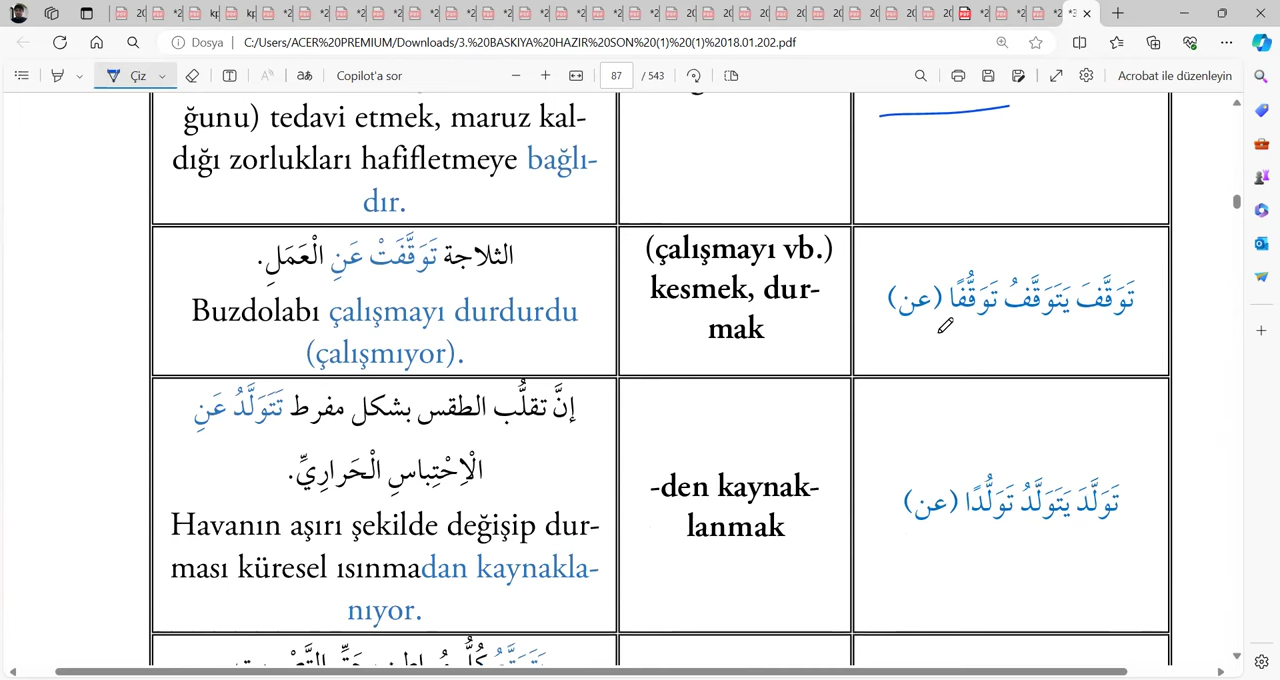 Dosya
C:/Users/ACER%20PREMIUM/Downloads/3.%20BASKIYA%20HAZIR%20SON%20(1)%20(1)%2018.01.202.pdf
Çiz
aあ
Copilot'a sor
87 / 543
Acrobat ile düzenleyin
ğunu) tedavi etmek, maruz kal-
dığı zorlukları hafifletmeye bağlı-
dır.
الثلاجة تَوَقَّفَتْ عَنِ الْعَمَلِ.
Buzdolabı çalışmayı durdurdu
(çalışmıyor).
(çalışmayı vb.)
kesmek, dur-
mak
تَوَقَّفَ يَتَوَقَّفُ تَوَقُّفًا (عن)
إنَّ تقلُّب الطقس بشكل مفرط تَتَوَلَّدُ عَنِ
الْاِحْتِباسِ الْحَرارِيِّ.
Havanın aşırı şekilde değişip dur-
ması küresel ısınmadan kaynakla-
nıyor.
-den kaynak-
lanmak
تَوَلَّدَ يَتَوَلَّدُ تَوَلُّدًا (عن)